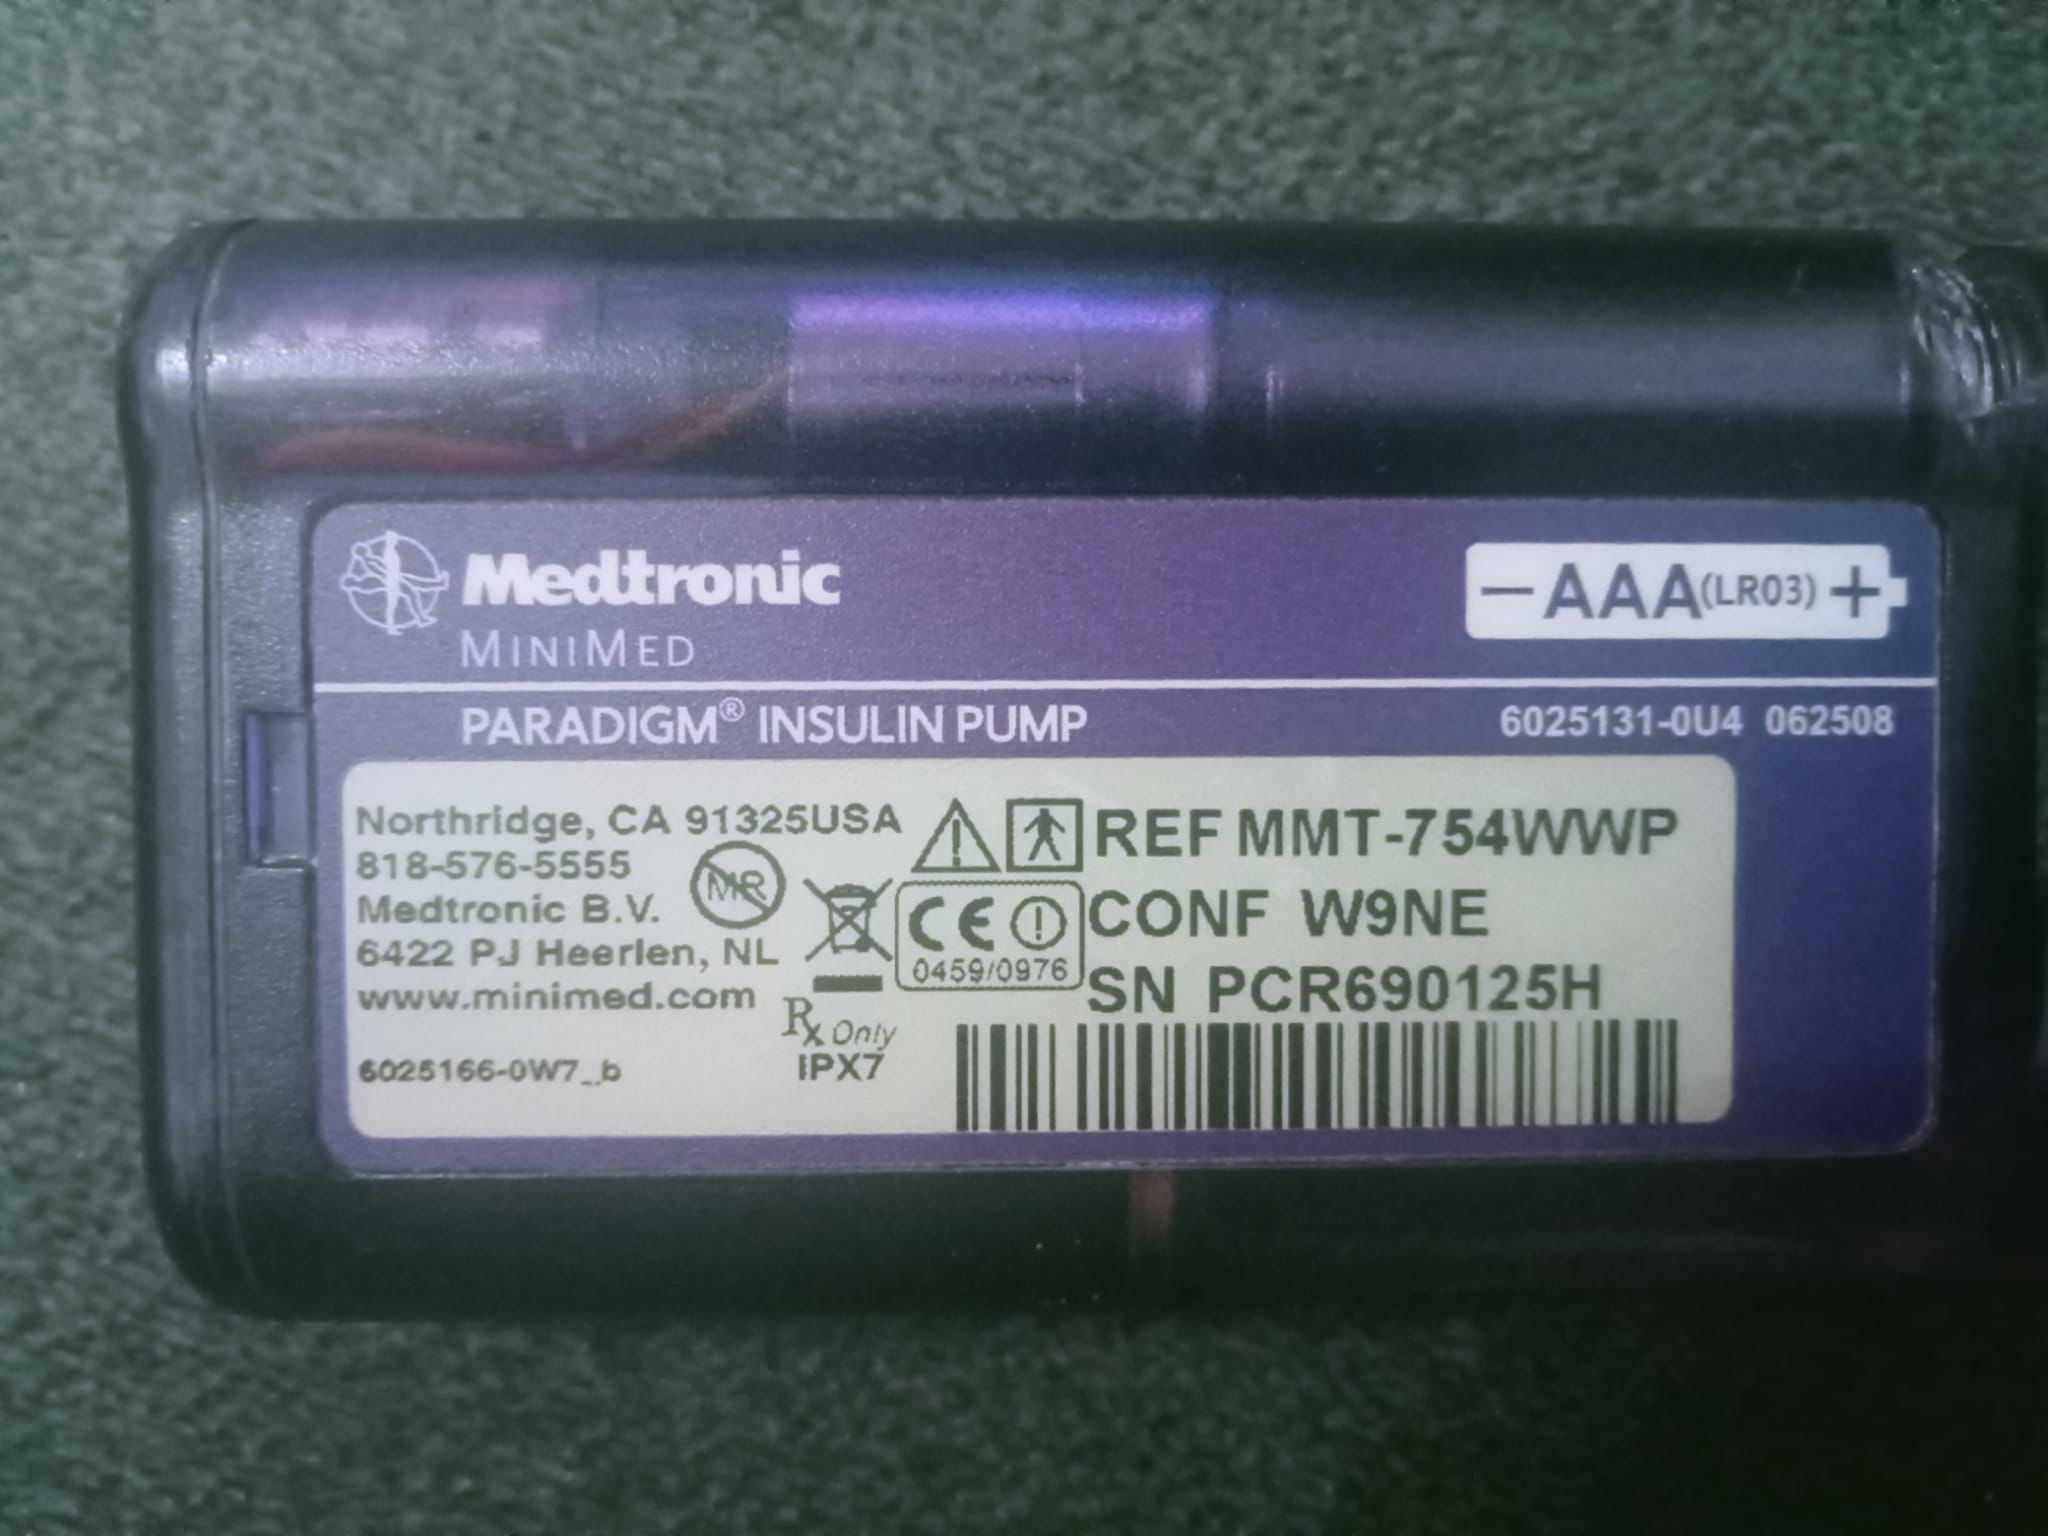 Medtronic
MINIMED
− AAA (LR03) +
PARADIGM® INSULIN PUMP
6025131-0U4 062508
Northridge, CA 91325USA
818-576-5555
Medtronic B.V.
6422 PJ Heerlen, NL
www.minimed.com
6025166-0W7_b
MR
CE
0459/0976
Rx Only
IPX7
REF MMT-754WWP
CONF W9NE
SN PCR690125H